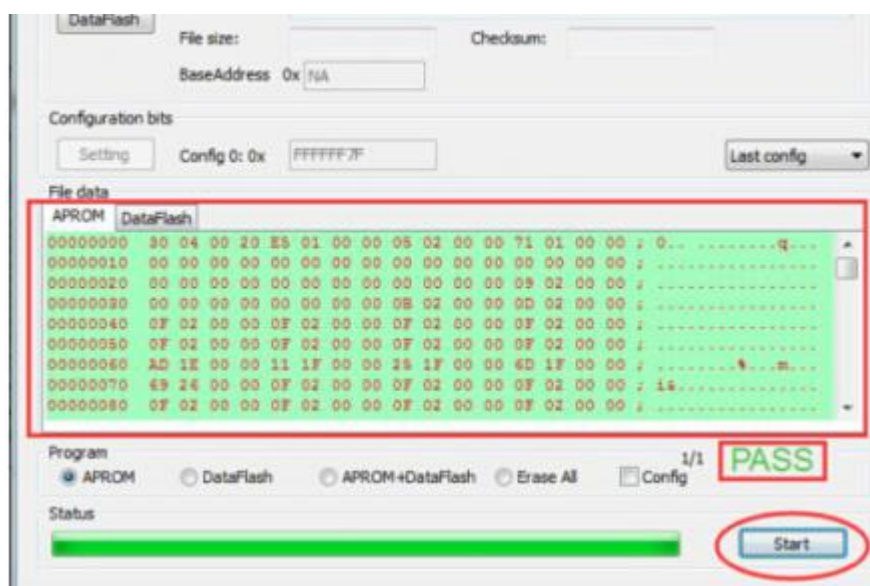 DataFlash
File size:
Checksum:
BaseAddress 0x NA
Configuration bits
Setting Config 0: 0x FFFFFF7F Last config
File data
APROM DataFlash
00000000 30 04 00 20 E5 01 00 00 05 02 00 00 71 01 00 00 ; 0.. ........q...
00000010 00 00 00 00 00 00 00 00 00 00 00 00 00 00 00 00 ; ................
00000020 00 00 00 00 00 00 00 00 00 00 00 00 09 02 00 00 ; ................
00000030 00 00 00 00 00 00 00 00 0B 02 00 00 0D 02 00 00 ; ................
00000040 0F 02 00 00 0F 02 00 00 0F 02 00 00 0F 02 00 00 ; ................
00000050 0F 02 00 00 0F 02 00 00 0F 02 00 00 0F 02 00 00 ; ................
00000060 AD 1E 00 00 11 1F 00 00 25 1F 00 00 6D 1F 00 00 ; ........%...m...
00000070 69 26 00 00 0F 02 00 00 0F 02 00 00 0F 02 00 00 ; i&..............
00000080 0F 02 00 00 0F 02 00 00 0F 02 00 00 0F 02 00 00 ; ................
Program
1/1 PASS
APROM DataFlash APROM+DataFlash Erase All Config
Status
Start